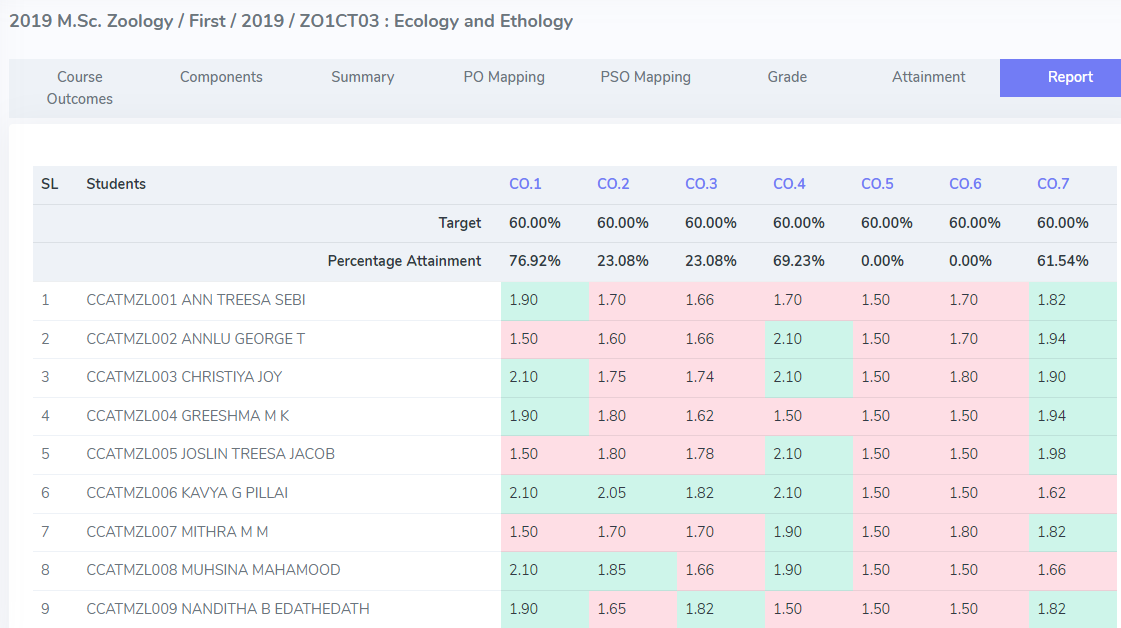 2019 M.Sc. Zoology / First / 2019 / ZO1CT03 : Ecology and Ethology
Course Outcomes Components Summary PO Mapping PSO Mapping Grade Attainment Report
SL Students CO.1 CO.2 CO.3 CO.4 CO.5 CO.6 CO.7
Target 60.00% 60.00% 60.00% 60.00% 60.00% 60.00% 60.00%
Percentage Attainment 76.92% 23.08% 23.08% 69.23% 0.00% 0.00% 61.54%
1 CCATMZL001 ANN TREESA SEBI 1.90 1.70 1.66 1.70 1.50 1.70 1.82
2 CCATMZL002 ANNLU GEORGE T 1.50 1.60 1.66 2.10 1.50 1.70 1.94
3 CCATMZL003 CHRISTIYA JOY 2.10 1.75 1.74 2.10 1.50 1.80 1.90
4 CCATMZL004 GREESHMA M K 1.90 1.80 1.62 1.50 1.50 1.50 1.94
5 CCATMZL005 JOSLIN TREESA JACOB 1.50 1.80 1.78 2.10 1.50 1.50 1.98
6 CCATMZL006 KAVYA G PILLAI 2.10 2.05 1.82 2.10 1.50 1.50 1.62
7 CCATMZL007 MITHRA M M 1.50 1.70 1.70 1.90 1.50 1.80 1.82
8 CCATMZL008 MUHSINA MAHAMOOD 2.10 1.85 1.66 1.90 1.50 1.50 1.66
9 CCATMZL009 NANDITHA B EDATHEDATH 1.90 1.65 1.82 1.50 1.50 1.50 1.82